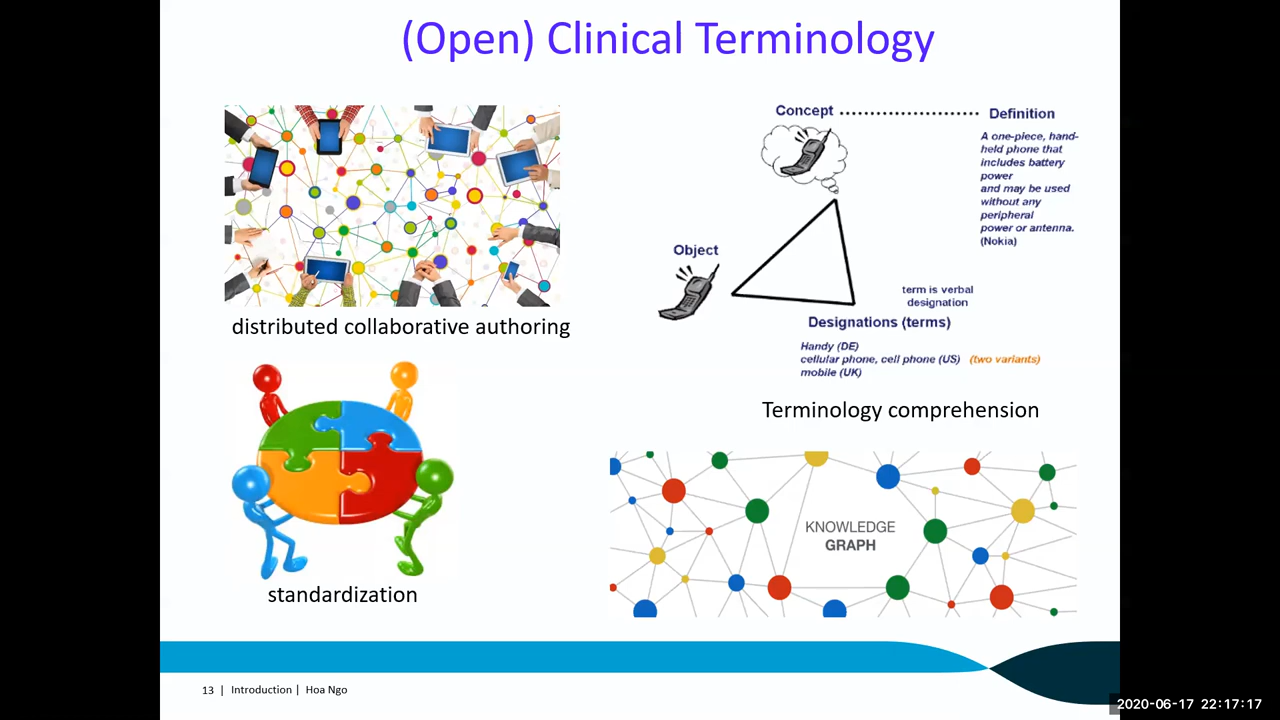 (Open) Clinical Terminology
distributed collaborative authoring
standardization
Concept
Definition
A one-piece, hand-
held phone that
includes battery
power
and may be used
without any
peripheral
power or antenna.
(Nokia)
Object
term is verbal
designation
Designations (terms)
Handy (DE)
cellular phone, cell phone (US) (two variants)
mobile (UK)
Terminology comprehension
KNOWLEDGE
GRAPH
13 | Introduction | Hoa Ngo
2020-06-17 22:17:17